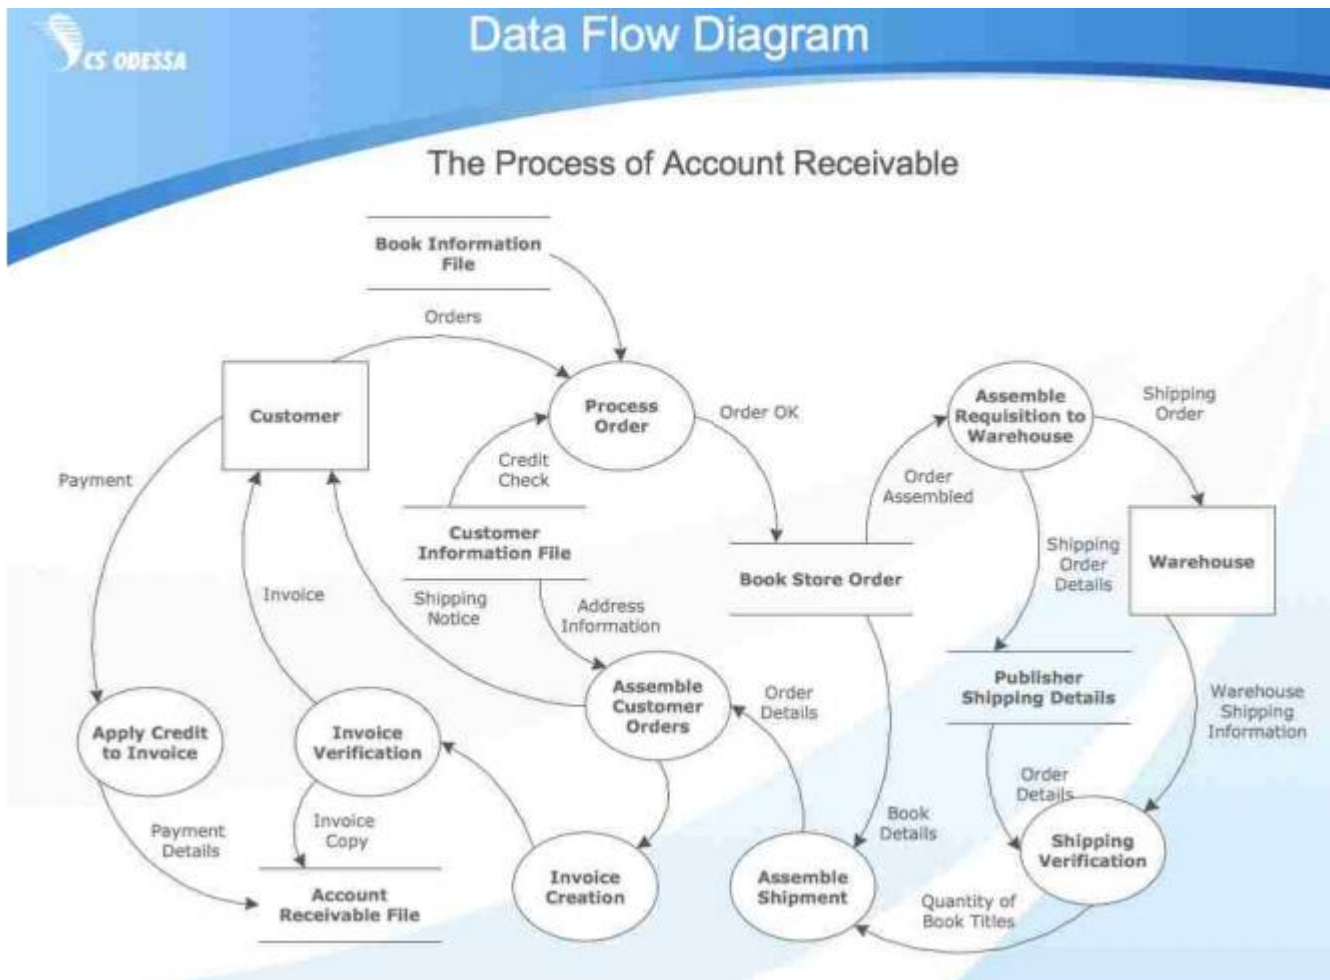 CS ODESSA
Data Flow Diagram
The Process of Account Receivable
Book Information
File
Orders
Customer
Process
Order
Order OK
Assemble
Requisition to
Warehouse
Shipping
Order
Payment
Credit
Check
Order
Assembled
Customer
Information File
Shipping
Order
Details
Warehouse
Book Store Order
Invoice
Shipping
Notice
Address
Information
Assemble
Customer
Orders
Order
Details
Publisher
Shipping Details
Warehouse
Shipping
Information
Apply Credit
to Invoice
Invoice
Verification
Order
Details
Payment
Details
Invoice
Copy
Book
Details
Shipping
Verification
Account
Receivable File
Invoice
Creation
Assemble
Shipment
Quantity of
Book Titles